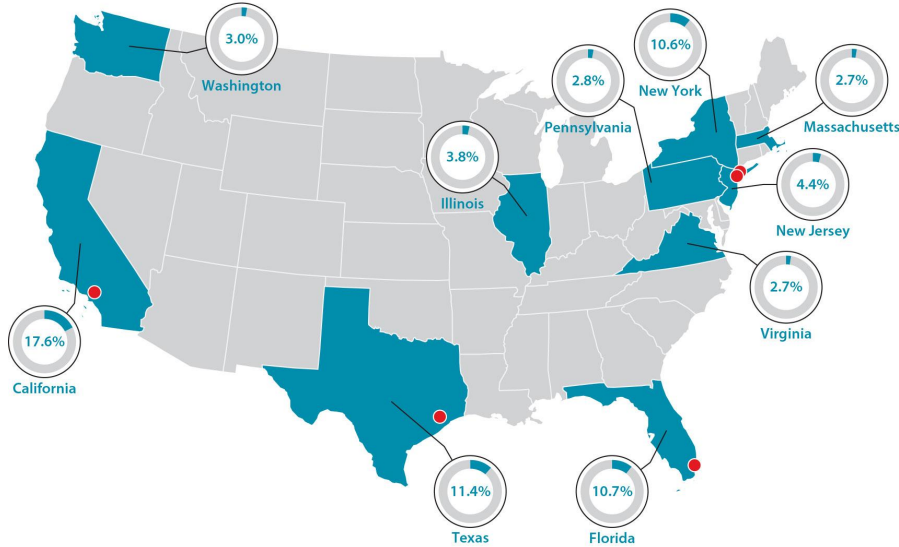 3.0%
Washington
10.6%
New York
2.8%
Pennsylvania
2.7%
Massachusetts
3.8%
Illinois
4.4%
New Jersey
2.7%
Virginia
17.6%
California
11.4%
Texas
10.7%
Florida